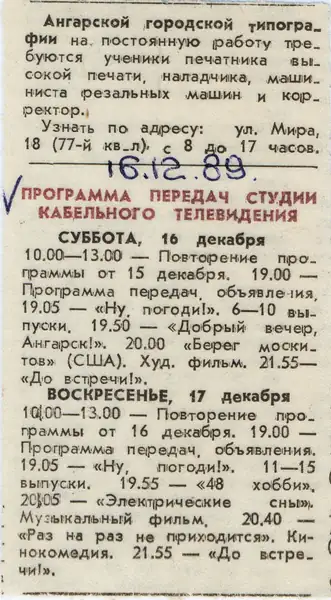 Ангарской городской типогра-
фии на постоянную работу тре-
буются ученики печатника вы-
сокой печати, наладчика, маши-
ниста резальных машин и кор-
ректор.
Узнать по адресу: ул. Мира,
18 (77-й кв_л) с 8 до 17 часов.
16.12.89.
ПРОГРАММА ПЕРЕДАЧ СТУДИИ
КАБЕЛЬНОГО ТЕЛЕВИДЕНИЯ
СУББОТА, 16 декабря
10.00—13.00 — Повторение про-
граммы от 15 декабря. 19.00 —
Программа передач, объявления,
19.05 — «Ну, погоди!». 6—10 вы-
пуски. 19.50 — «Добрый вечер,
Ангарск!». 20.00 «Берег моски-
тов» (США). Худ. фильм. 21.55—
«До встречи!».
ВОСКРЕСЕНЬЕ, 17 декабря
10.00—13.00 — Повторение про-
граммы от 16 декабря. 19.00 —
Программа передач, объявления.
19.05 — «Ну, погоди!». 11—15
выпуски. 19.55 — «48 хобби».
20.05 — «Электрические сны».
Музыкальный фильм, 20.40 —
«Раз на раз не приходится». Ки-
нокомедия. 21.55 — «До встре-
чи!».